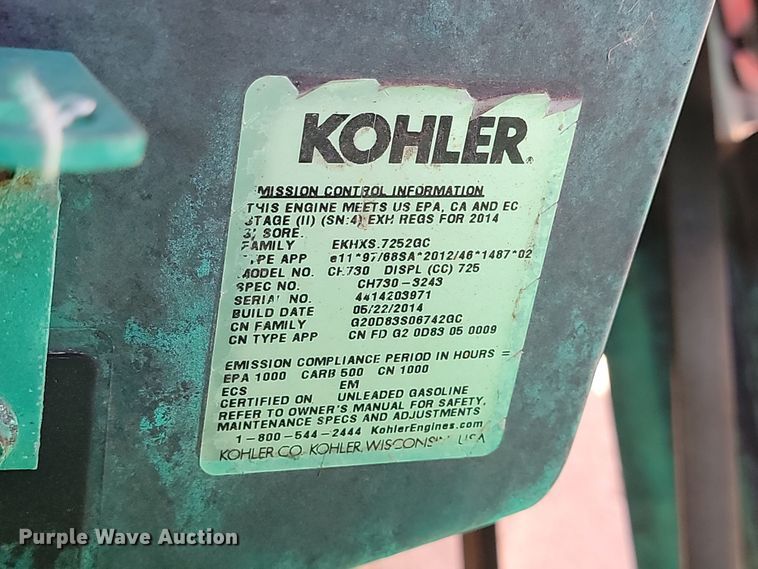 KOHLER®
MISSION CONTROL INFORMATION
THIS ENGINE MEETS US EPA, CA AND EC
STAGE (II) (SN:4) EXH REGS FOR 2014
SI SORE.
FAMILY EKHXS.7252GC
TYPE APP e11*97/68SA*2012/46*1487*02
MODEL NO. CH730 DISPL (CC) 725
SPEC NO. CH730-3243
SERIAL NO. 4414203971
BUILD DATE 05/22/2014
CN FAMILY G20D83S06742GC
CN TYPE APP CN FD G2 0D83 05 0009
EMISSION COMPLIANCE PERIOD IN HOURS =
EPA 1000 CARB 500 CN 1000
ECS EM
CERTIFIED ON UNLEADED GASOLINE
REFER TO OWNER'S MANUAL FOR SAFETY,
MAINTENANCE SPECS AND ADJUSTMENTS
1-800-544-2444 KohlerEngines.com
KOHLER CO. KOHLER, WISCONSIN USA
Purple Wave Auction®